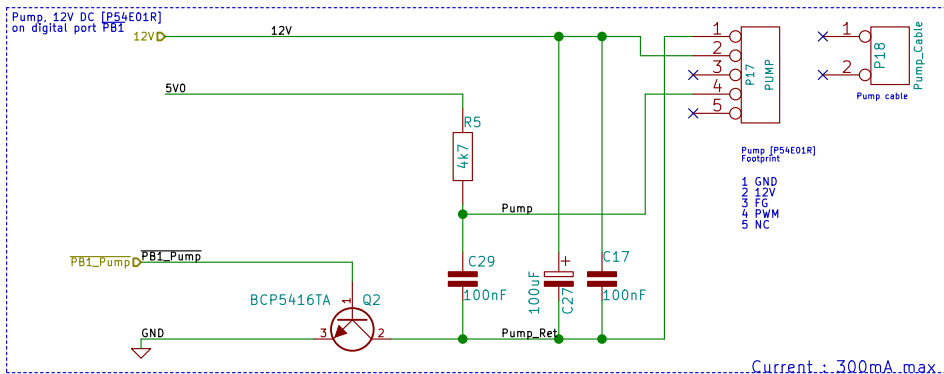 Pump, 12V DC [P54E01R]
on digital port PB1
12V
12V
5V0
R5
4k7
Pump
PB1_Pump
PB1_Pump
BCP5416TA
Q2
1
3
2
GND
C29
100nF
100uF
C27
C17
100nF
Pump_Ret
1
2
3
4
5
P17
PUMP
Pump [P54E01R]
Footprint
1 GND
2 12V
3 FG
4 PWM
5 NC
1
2
P18
Pump_Cable
Pump cable
Current : 300mA max